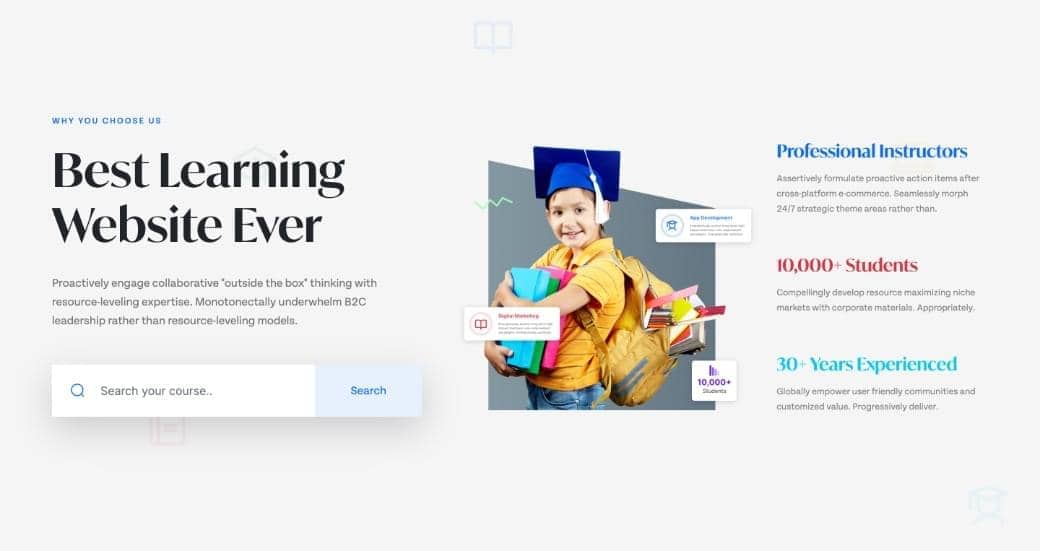 WHY YOU CHOOSE US
Best Learning
Website Ever
Proactively engage collaborative "outside the box" thinking with
resource-leveling expertise. Monotonectally underwhelm B2C
leadership rather than resource-leveling models.
Search your course..
Search
App Development
Digital Marketing
10,000+
Students
Professional Instructors
Assertively formulate proactive action items after
cross-platform e-commerce. Seamlessly morph
24/7 strategic theme areas rather than.
10,000+ Students
Compellingly develop resource maximizing niche
markets with corporate materials. Appropriately.
30+ Years Experienced
Globally empower user friendly communities and
customized value. Progressively deliver.